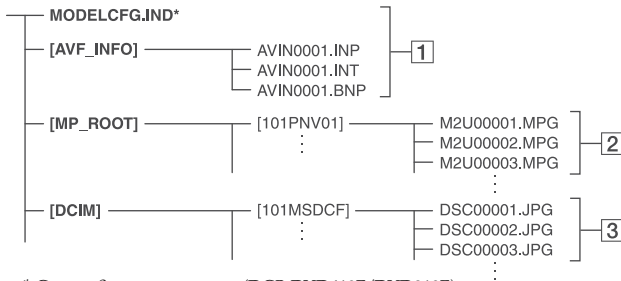 MODELCFG.IND*
[AVF_INFO] AVIN0001.INP 1
AVIN0001.INT
AVIN0001.BNP
[MP_ROOT] [101PNV01] M2U00001.MPG
M2U00002.MPG 2
M2U00003.MPG
[DCIM] [101MSDCF] DSC00001.JPG
DSC00002.JPG 3
DSC00003.JPG